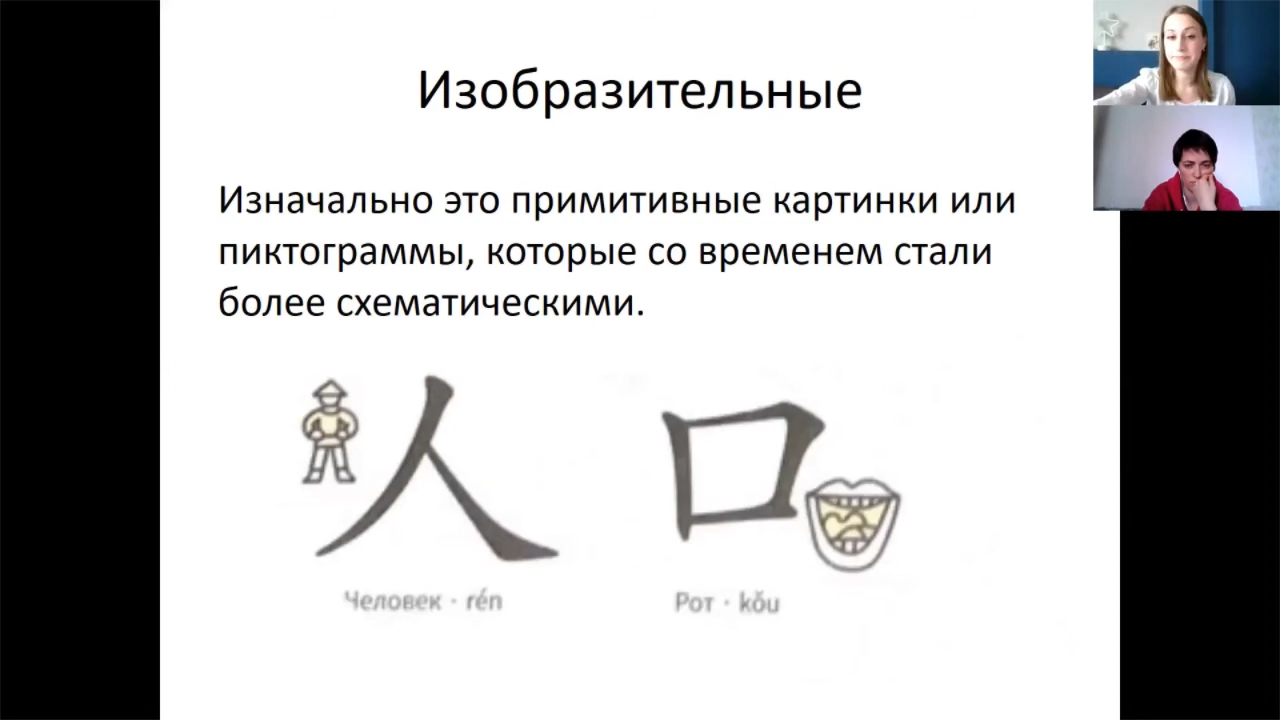 Изобразительные
Изначально это примитивные картинки или
пиктограммы, которые со временем стали
более схематическими.
人 口
Человек · rén Рот · kǒu